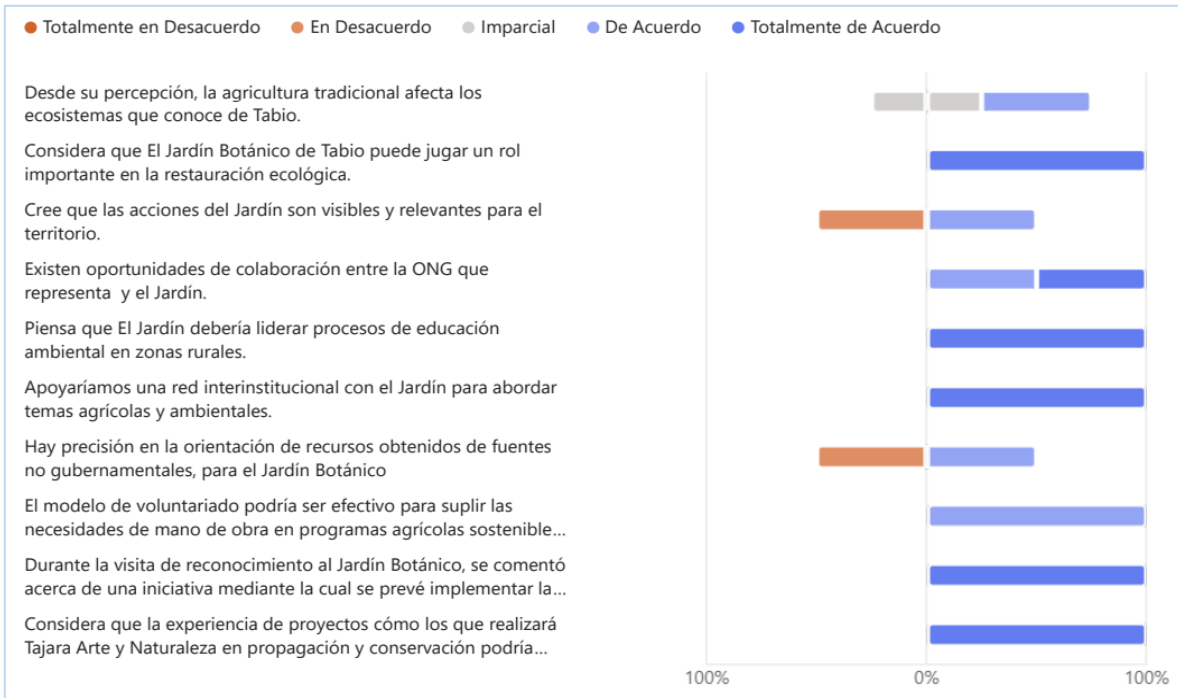 Totalmente en Desacuerdo En Desacuerdo Imparcial De Acuerdo Totalmente de Acuerdo
Desde su percepción, la agricultura tradicional afecta los
ecosistemas que conoce de Tabio.
Considera que El Jardín Botánico de Tabio puede jugar un rol
importante en la restauración ecológica.
Cree que las acciones del Jardín son visibles y relevantes para el
territorio.
Existen oportunidades de colaboración entre la ONG que
representa y el Jardín.
Piensa que El Jardín debería liderar procesos de educación
ambiental en zonas rurales.
Apoyaríamos una red interinstitucional con el Jardín para abordar
temas agrícolas y ambientales.
Hay precisión en la orientación de recursos obtenidos de fuentes
no gubernamentales, para el Jardín Botánico
El modelo de voluntariado podría ser efectivo para suplir las
necesidades de mano de obra en programas agrícolas sostenible...
Durante la visita de reconocimiento al Jardín Botánico, se comentó
acerca de una iniciativa mediante la cual se prevé implementar la...
Considera que la experiencia de proyectos cómo los que realizará
Tajara Arte y Naturaleza en propagación y conservación podría...
100% 0% 100%